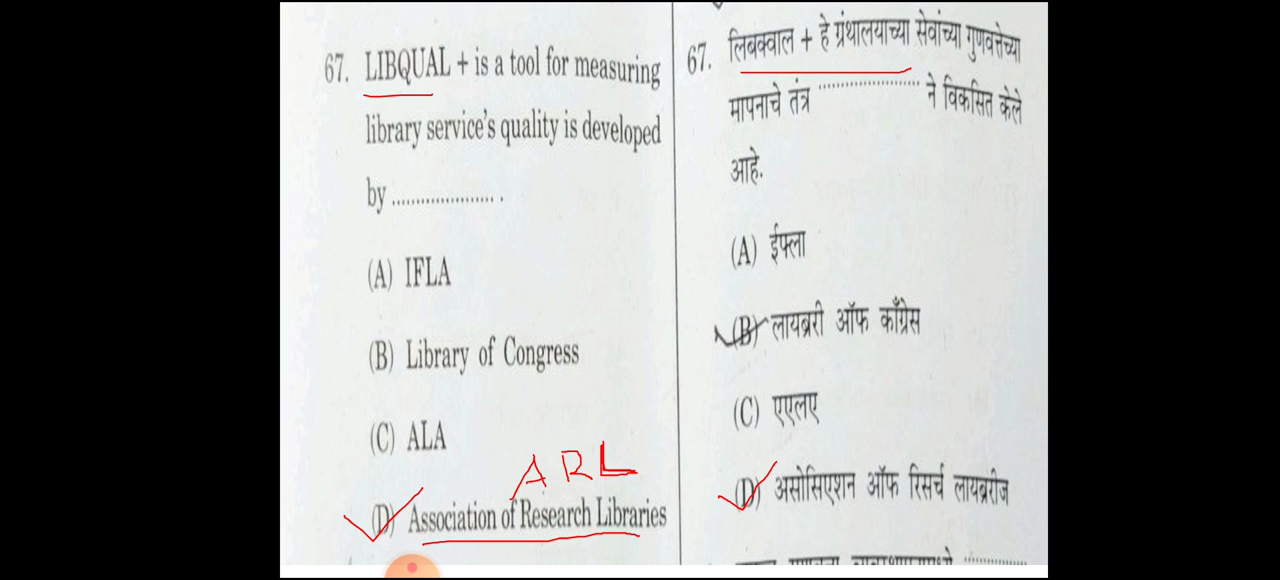 67. LIBQUAL + is a tool for measuring
library service's quality is developed
by ..................... .
(A) IFLA
(B) Library of Congress
(C) ALA
A R L
(D) Association of Research Libraries
67. लिबक्वाल + हे ग्रंथालयाच्या सेवांच्या गुणवत्तेच्या
मापनाचे तंत्र ..................... ने विकसित केले
आहे.
(A) ईफ्ला
(B) लायब्ररी ऑफ काँग्रेस
(C) एएलए
(D) असोसिएशन ऑफ रिसर्च लायब्ररीज